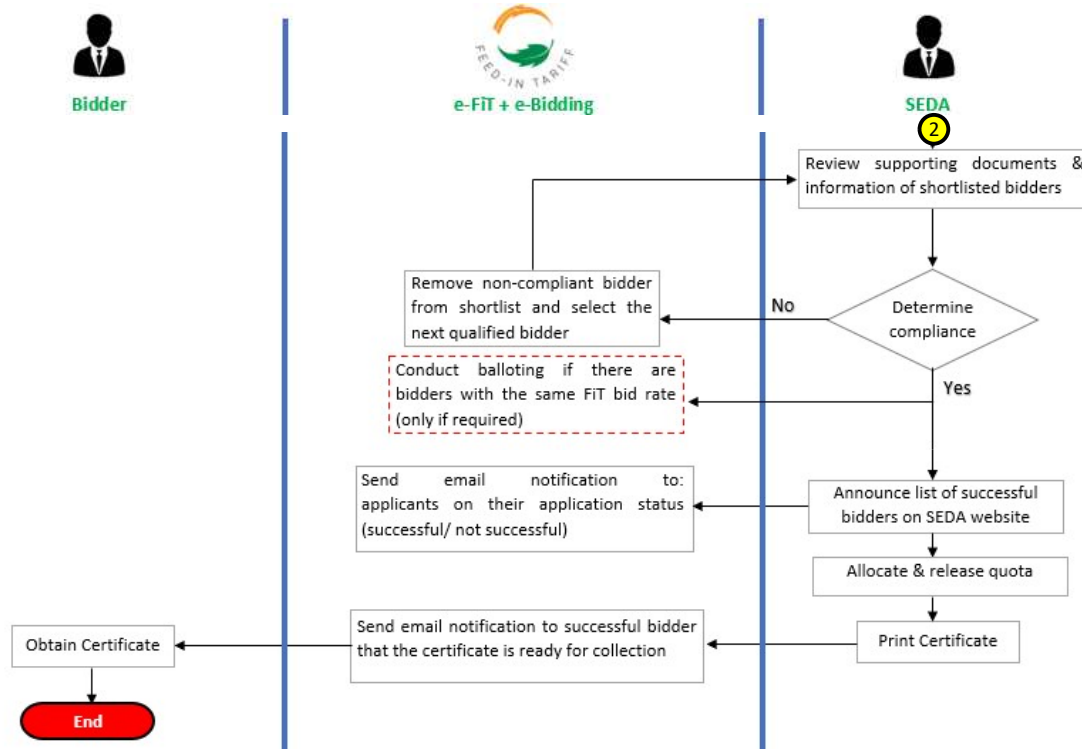 FEED-IN TARIFF
Bidder
e-FiT + e-Bidding
SEDA
2
Review supporting documents &
information of shortlisted bidders
Remove non-compliant bidder
from shortlist and select the
next qualified bidder
No
Determine
compliance
Conduct balloting if there are
bidders with the same FiT bid rate
(only if required)
Yes
Send email notification to:
applicants on their application status
(successful/ not successful)
Announce list of successful
bidders on SEDA website
Allocate & release quota
Obtain Certificate
Send email notification to successful bidder
that the certificate is ready for collection
Print Certificate
End